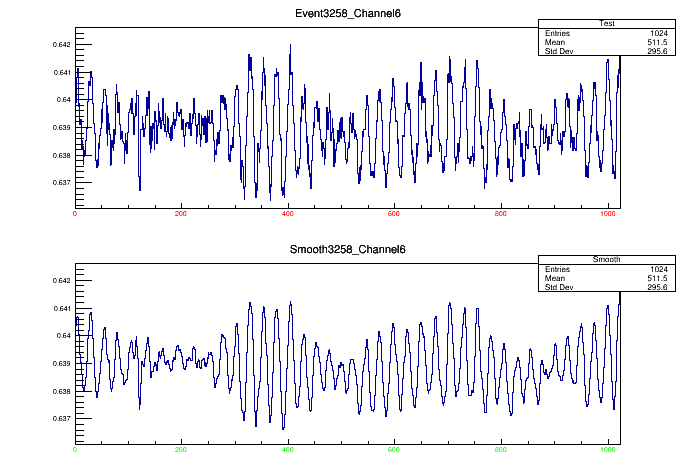 Event3258_Channel6
Test
Entries 1024
Mean 511.5
Std Dev 295.6
0.642
0.641
0.64
0.639
0.638
0.637
0 200 400 600 800 1000
Smooth3258_Channel6
Smooth
Entries 1024
Mean 511.5
Std Dev 295.6
0.642
0.641
0.64
0.639
0.638
0.637
0 200 400 600 800 1000